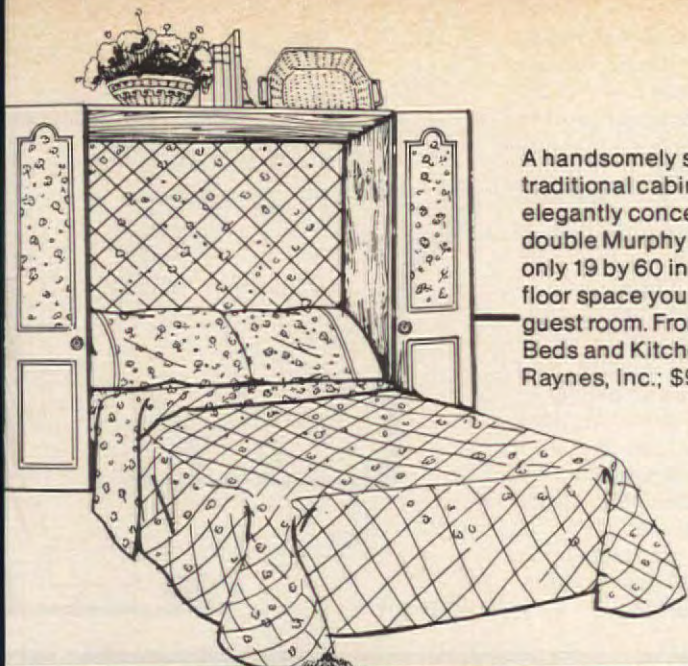 A handsomely
traditional
elegantly
double Murphy
only 19 by 60
floor space you
guest room.
Beds and
Raynes, Inc.;